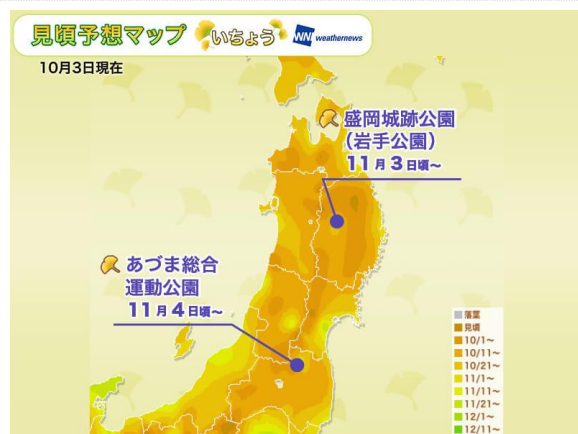 見頃予想マップ いちょう WNI weathernews
10月3日現在
盛岡城跡公園
(岩手公園)
11月3日頃〜
あづま総合
運動公園
11月4日頃〜
落葉
見頃
10/1〜
10/11〜
10/21〜
11/1〜
11/11〜
11/21〜
12/1〜
12/11〜